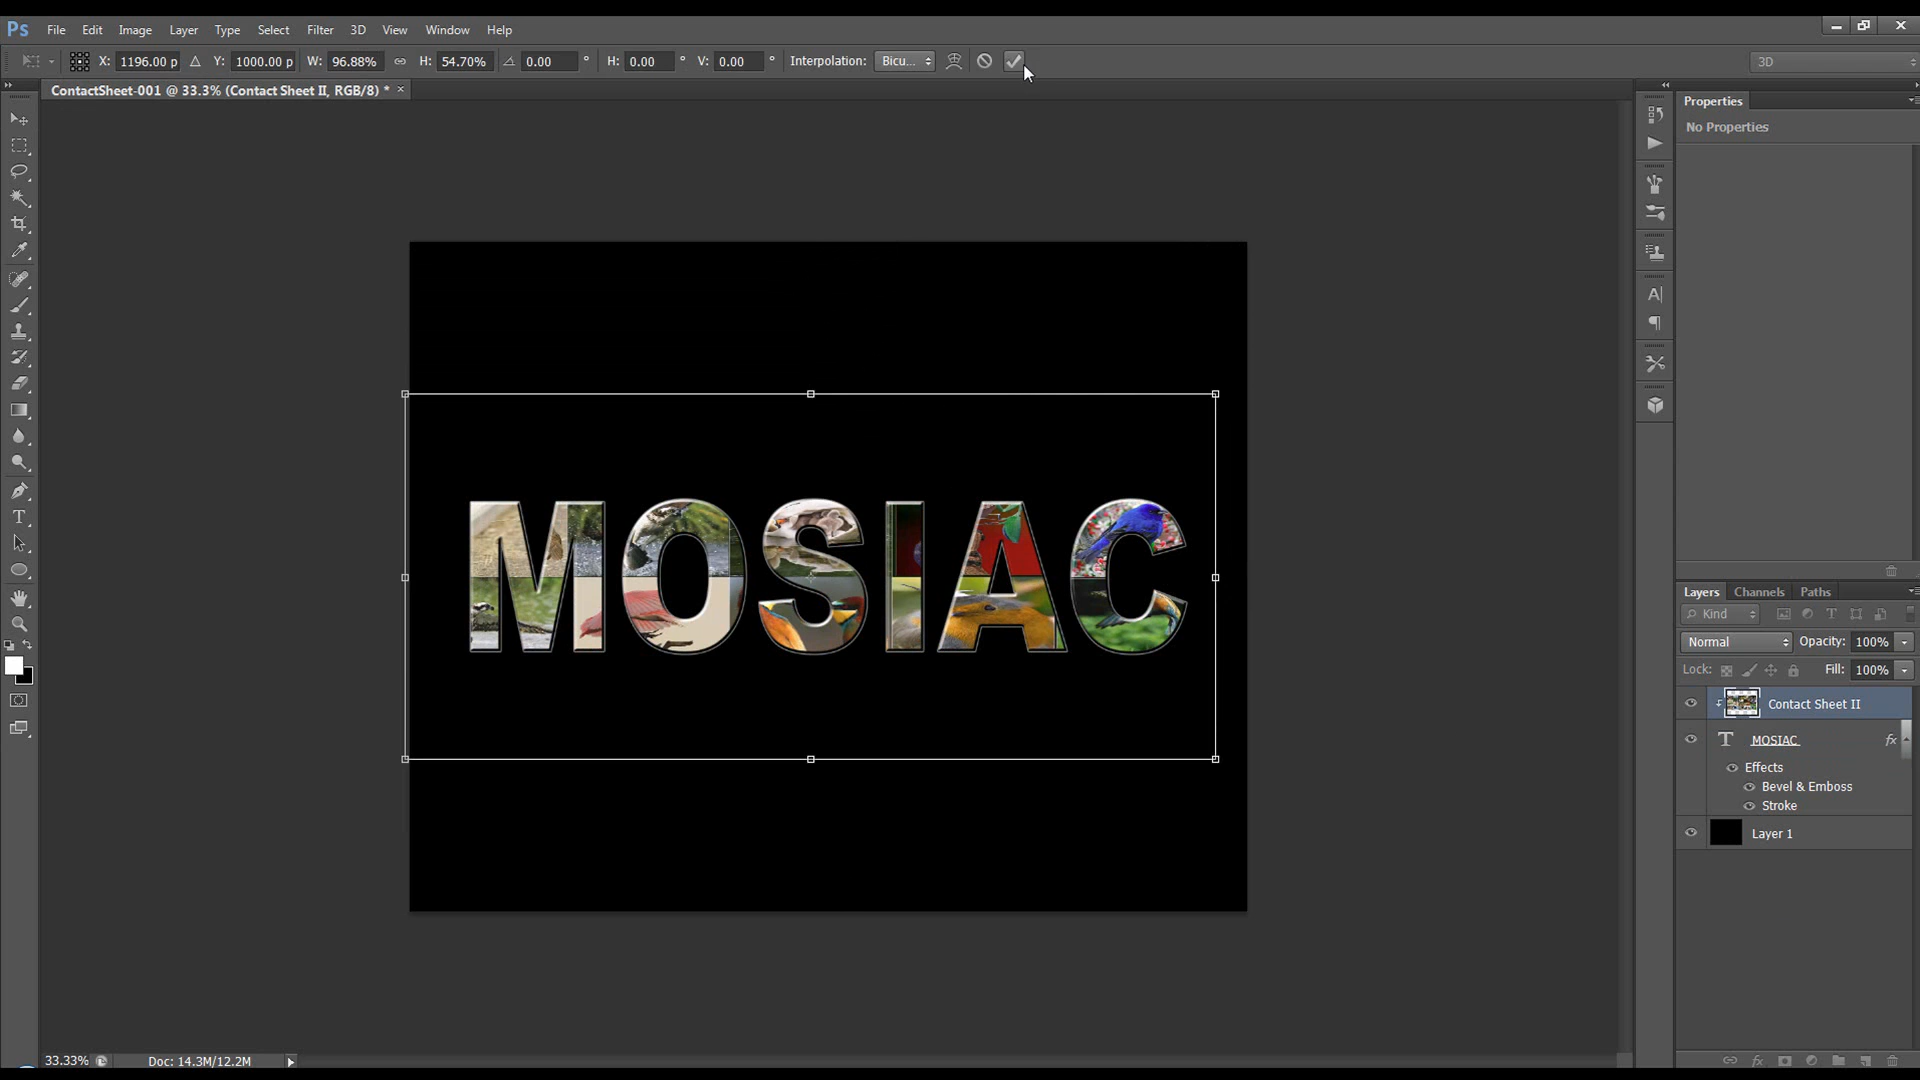 Ps File Edit Image Layer Type Select Filter 3D View Window Help
X: 1196.00 p Y: 1000.00 p W: 96.88% H: 54.70% 0.00 ° H: 0.00 ° V: 0.00 ° Interpolation: Bicu... 3D
ContactSheet-001 @ 33.3% (Contact Sheet II, RGB/8) * ×
Properties
No Properties
MOSIAC
Layers Channels Paths
Kind
Normal Opacity: 100%
Lock: Fill: 100%
Contact Sheet II
T MOSIAC fx
Effects
Bevel & Emboss
Stroke
Layer 1
33.33% Doc: 14.3M/12.2M